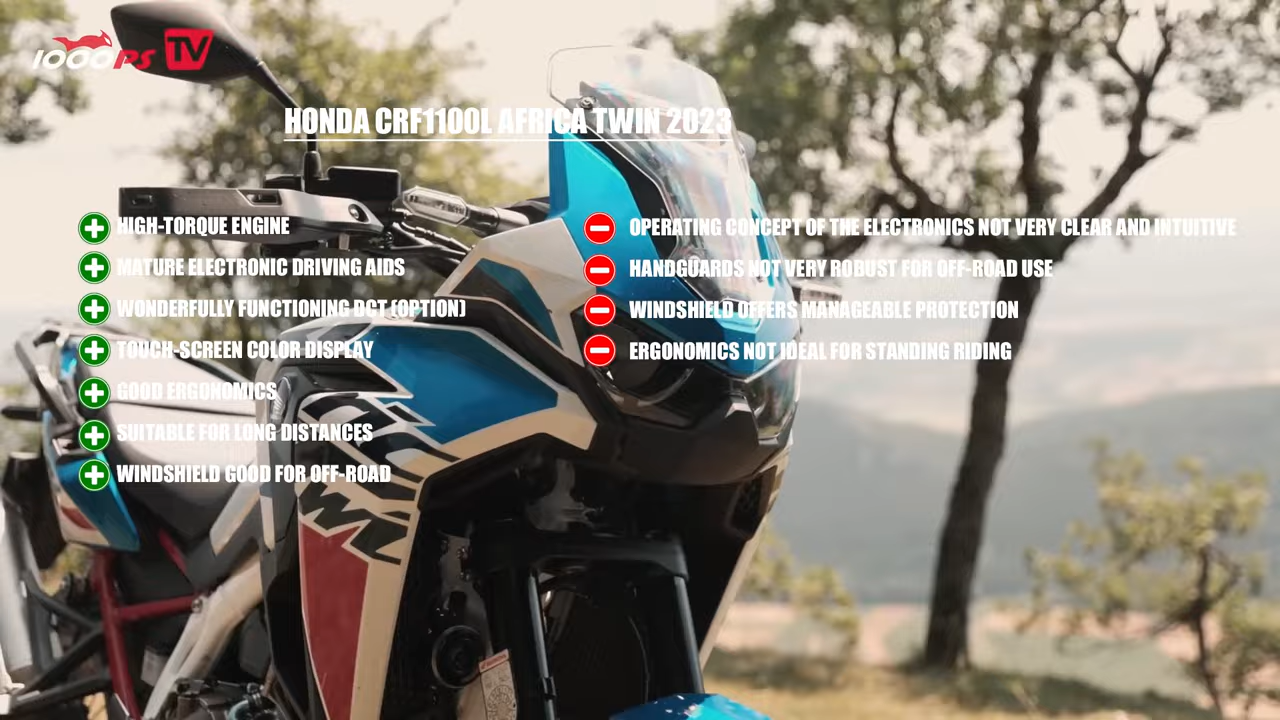 1000PS TV
HONDA CRF1100L AFRICA TWIN 2023
HIGH-TORQUE ENGINE
MATURE ELECTRONIC DRIVING AIDS
WONDERFULLY FUNCTIONING DCT (OPTION)
TOUCH-SCREEN COLOR DISPLAY
GOOD ERGONOMICS
SUITABLE FOR LONG DISTANCES
WINDSHIELD GOOD FOR OFF-ROAD
OPERATING CONCEPT OF THE ELECTRONICS NOT VERY CLEAR AND INTUITIVE
HANDGUARDS NOT VERY ROBUST FOR OFF-ROAD USE
WINDSHIELD OFFERS MANAGEABLE PROTECTION
ERGONOMICS NOT IDEAL FOR STANDING RIDING